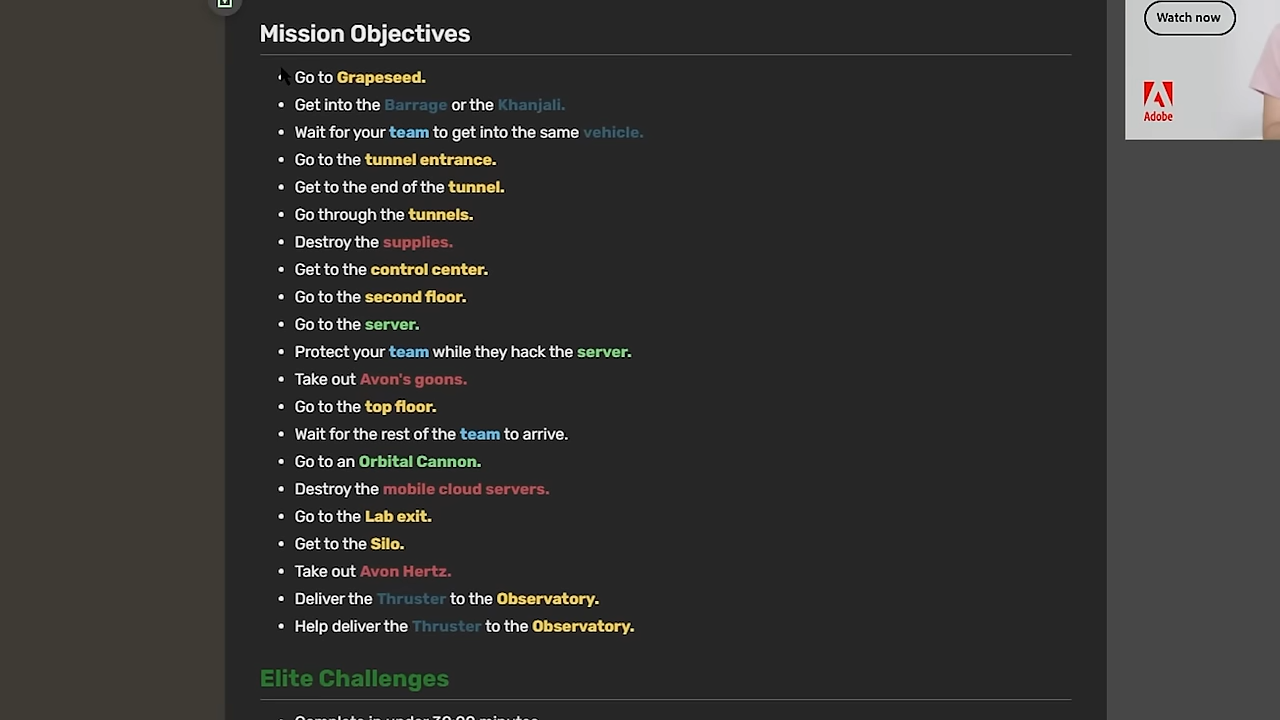 Watch now
Adobe
Mission Objectives
Go to Grapeseed.
Get into the Barrage or the Khanjali.
Wait for your team to get into the same vehicle.
Go to the tunnel entrance.
Get to the end of the tunnel.
Go through the tunnels.
Destroy the supplies.
Get to the control center.
Go to the second floor.
Go to the server.
Protect your team while they hack the server.
Take out Avon's goons.
Go to the top floor.
Wait for the rest of the team to arrive.
Go to an Orbital Cannon.
Destroy the mobile cloud servers.
Go to the Lab exit.
Get to the Silo.
Take out Avon Hertz.
Deliver the Thruster to the Observatory.
Help deliver the Thruster to the Observatory.
Elite Challenges
Complete in under 30:00 minutes.